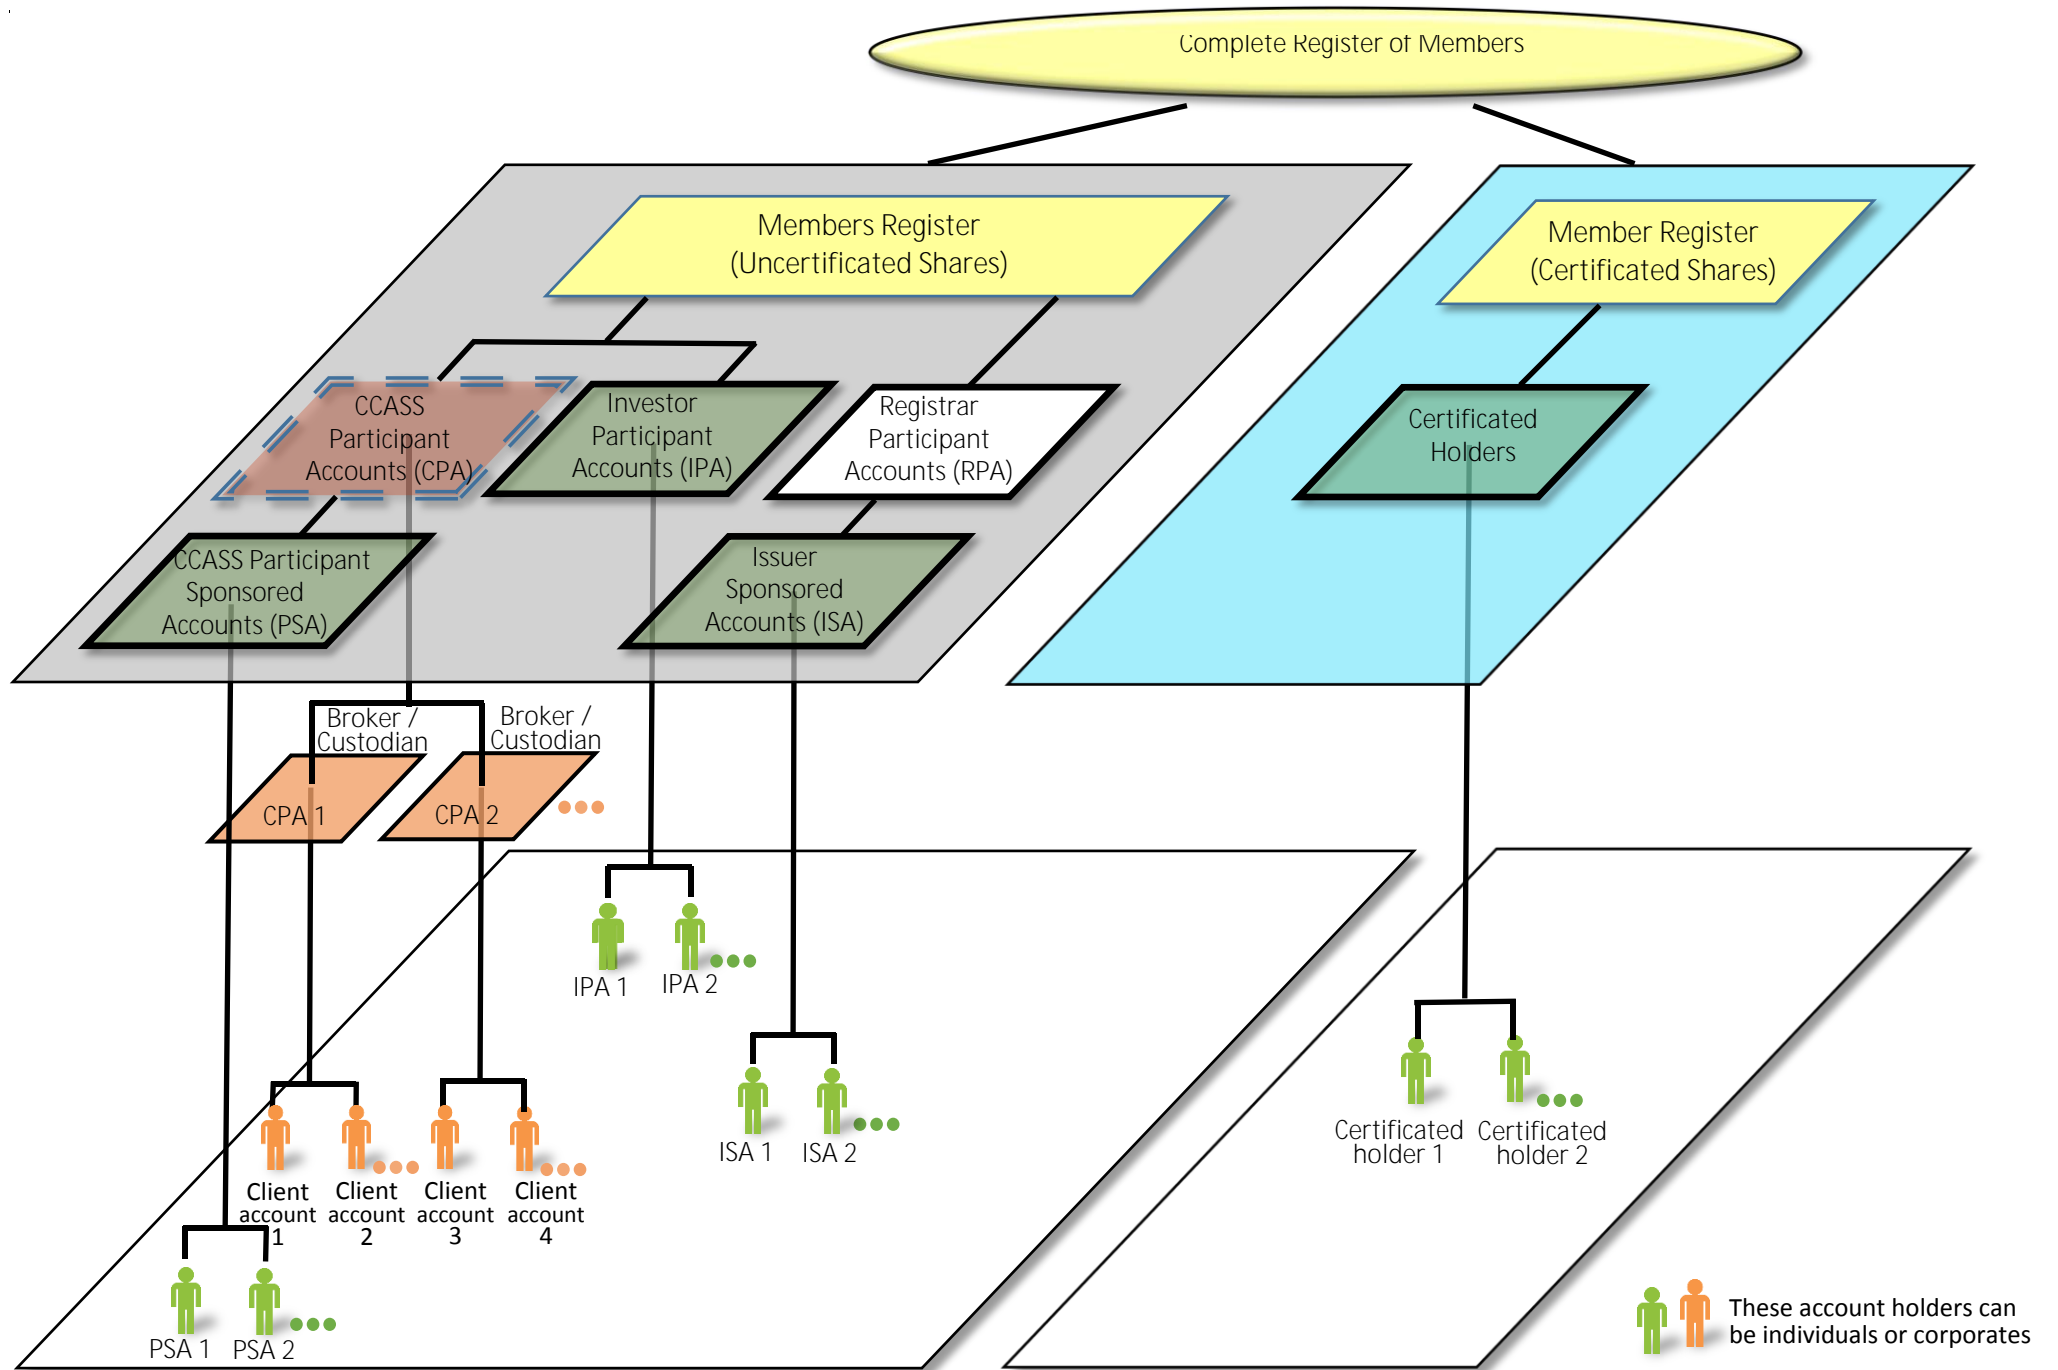 Complete Register of Members
Members Register
(Uncertificated Shares)
Member Register
(Certificated Shares)
CCASS
Participant
Accounts (CPA)
Investor
Participant
Accounts (IPA)
Registrar
Participant
Accounts (RPA)
Certificated
Holders
CCASS Participant
Sponsored
Accounts (PSA)
Issuer
Sponsored
Accounts (ISA)
Broker /
Custodian
Broker /
Custodian
CPA 1
CPA 2
IPA 1
IPA 2
ISA 1
ISA 2
Certificated
holder 1
Certificated
holder 2
Client
account
1
Client
account
2
Client
account
3
Client
account
4
PSA 1
PSA 2
These account holders can
be individuals or corporates